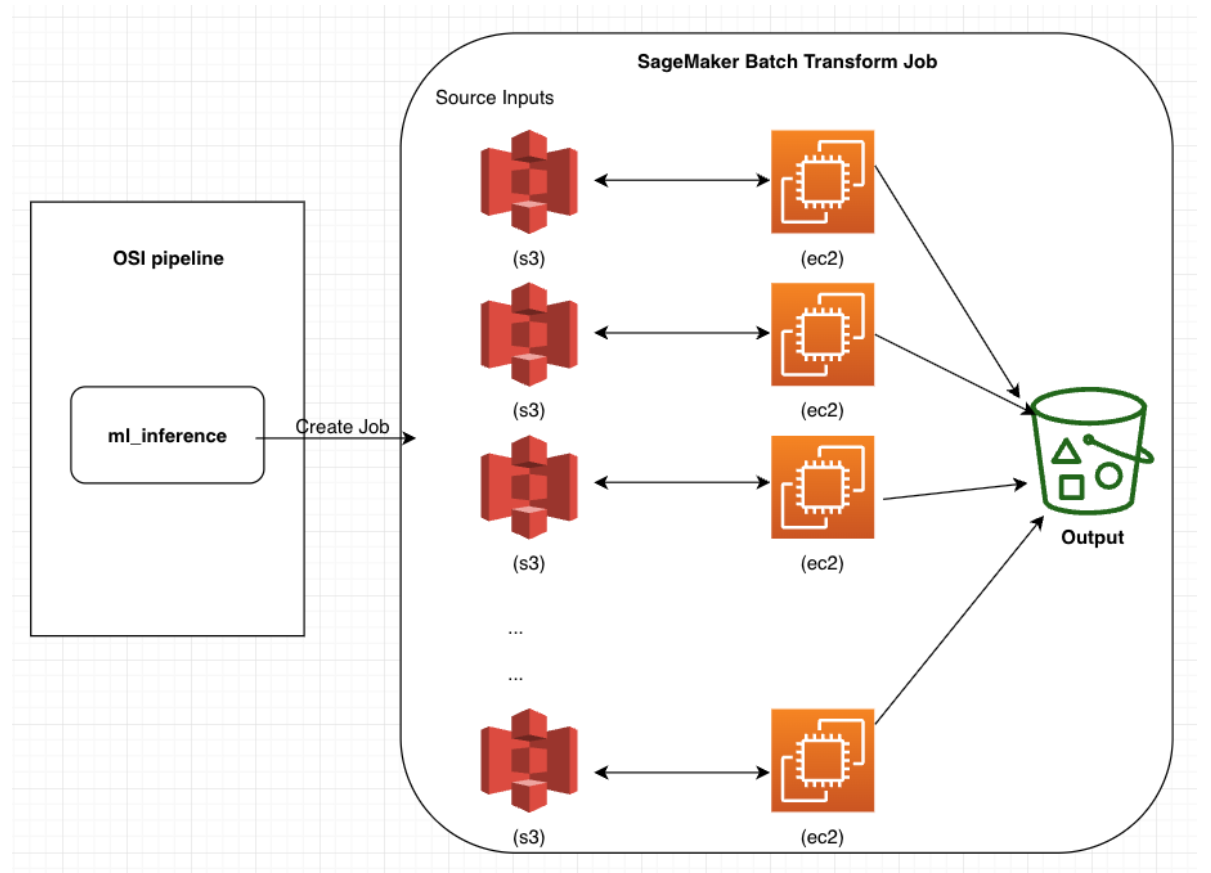 SageMaker Batch Transform Job
Source Inputs
(s3)
(ec2)
OSI pipeline
(s3)
(ec2)
ml_inference
Create Job
(s3)
(ec2)
Output
...
...
(s3)
(ec2)